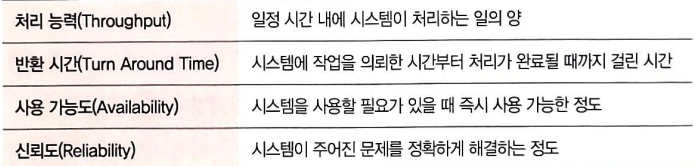 처리 능력(Throughput) 일정 시간 내에 시스템이 처리하는 일의 양
반환 시간(Turn Around Time) 시스템에 작업을 의뢰한 시간부터 처리가 완료될 때까지 걸린 시간
사용 가능도(Availability) 시스템을 사용할 필요가 있을 때 즉시 사용 가능한 정도
신뢰도(Reliability) 시스템이 주어진 문제를 정확하게 해결하는 정도